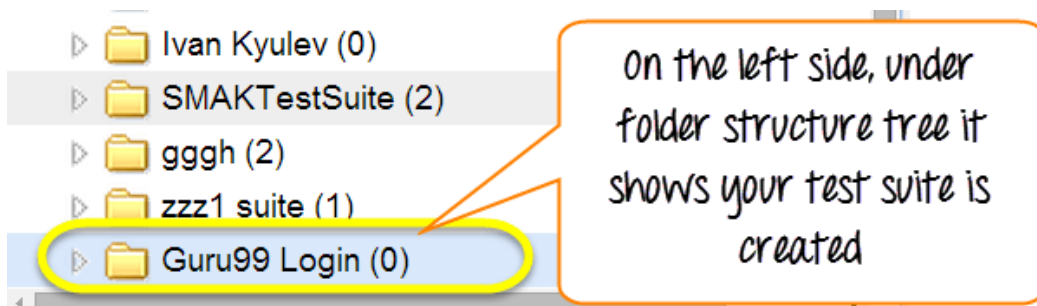 Ivan Kyulev (0)
SMAKTestSuite (2)
gggh (2)
zzz1 suite (1)
Guru99 Login (0)
on the left side, under
folder structure tree it
shows your test suite is
created